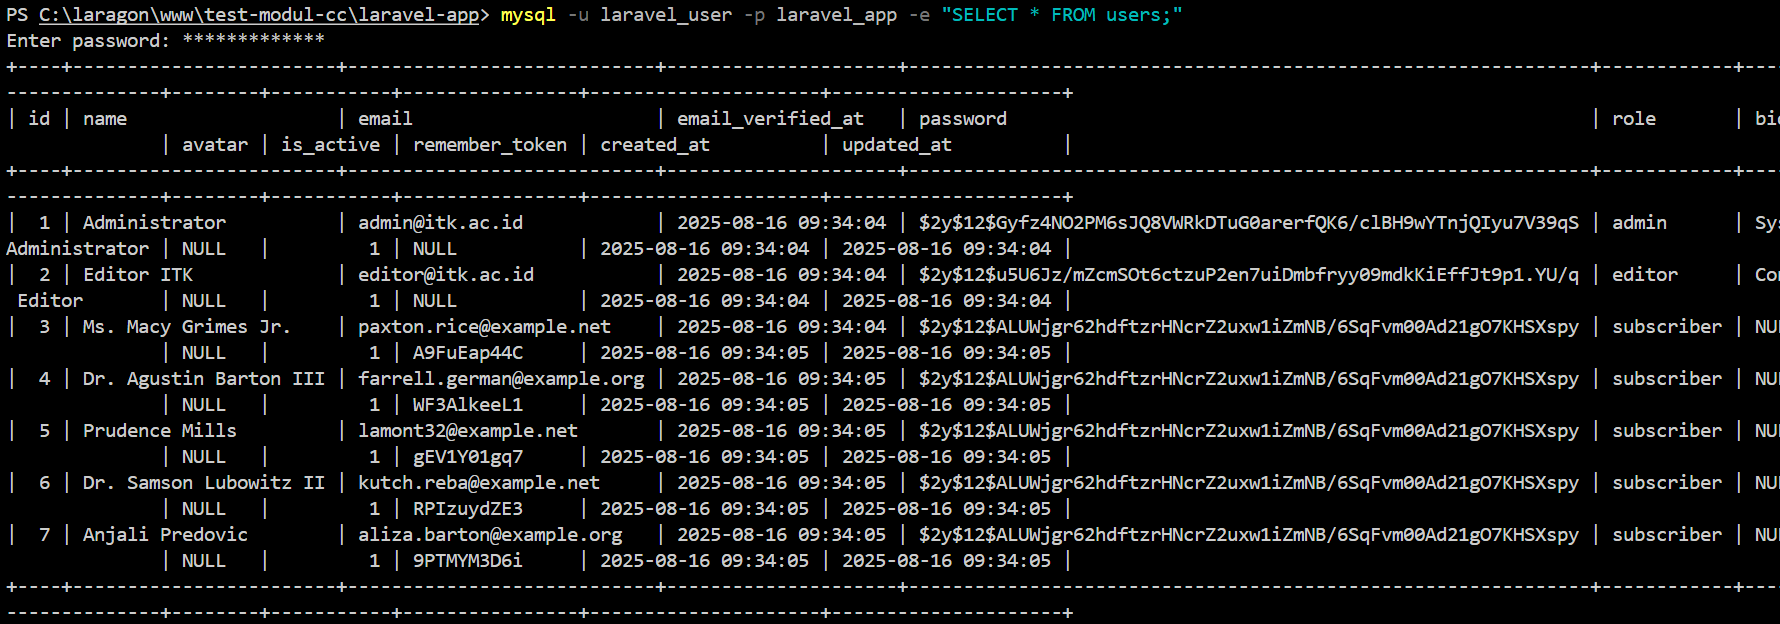 PS C:\laragon\www\test-modul-cc\laravel-app> mysql -u laravel_user -p laravel_app -e "SELECT * FROM users;"
Enter password: *************
+----+------------------------+----------------------------+---------------------+--------------------------------------------------------------+------------+---
--------------+--------+-----------+----------------+---------------------+---------------------+
| id | name                   | email                      | email_verified_at   | password                                                     | role       | bio
              | avatar | is_active | remember_token | created_at          | updated_at          |
+----+------------------------+----------------------------+---------------------+--------------------------------------------------------------+------------+---
--------------+--------+-----------+----------------+---------------------+---------------------+
|  1 | Administrator          | admin@itk.ac.id            | 2025-08-16 09:34:04 | $2y$12$Gyfz4NO2PM6sJQ8VWRkDTuG0arerfQK6/clBH9wYTnjQIyu7V39qS | admin      | Sys
Administrator | NULL   |         1 | NULL           | 2025-08-16 09:34:04 | 2025-08-16 09:34:04 |
|  2 | Editor ITK             | editor@itk.ac.id           | 2025-08-16 09:34:04 | $2y$12$u5U6Jz/mZcmSOt6ctzuP2en7uiDmbfryy09mdkKiEffJt9p1.YU/q | editor     | Con
 Editor       | NULL   |         1 | NULL           | 2025-08-16 09:34:04 | 2025-08-16 09:34:04 |
|  3 | Ms. Macy Grimes Jr.    | paxton.rice@example.net    | 2025-08-16 09:34:04 | $2y$12$ALUWjgr62hdftzrHNcrZ2uxw1iZmNB/6SqFvm00Ad21gO7KHSXspy | subscriber | NUL
              | NULL   |         1 | A9FuEap44C     | 2025-08-16 09:34:05 | 2025-08-16 09:34:05 |
|  4 | Dr. Agustin Barton III | farrell.german@example.org | 2025-08-16 09:34:05 | $2y$12$ALUWjgr62hdftzrHNcrZ2uxw1iZmNB/6SqFvm00Ad21gO7KHSXspy | subscriber | NUL
              | NULL   |         1 | WF3AlkeeL1     | 2025-08-16 09:34:05 | 2025-08-16 09:34:05 |
|  5 | Prudence Mills         | lamont32@example.net       | 2025-08-16 09:34:05 | $2y$12$ALUWjgr62hdftzrHNcrZ2uxw1iZmNB/6SqFvm00Ad21gO7KHSXspy | subscriber | NUL
              | NULL   |         1 | gEV1Y01gq7     | 2025-08-16 09:34:05 | 2025-08-16 09:34:05 |
|  6 | Dr. Samson Lubowitz II | kutch.reba@example.net     | 2025-08-16 09:34:05 | $2y$12$ALUWjgr62hdftzrHNcrZ2uxw1iZmNB/6SqFvm00Ad21gO7KHSXspy | subscriber | NUL
              | NULL   |         1 | RPIzuydZE3     | 2025-08-16 09:34:05 | 2025-08-16 09:34:05 |
|  7 | Anjali Predovic        | aliza.barton@example.org   | 2025-08-16 09:34:05 | $2y$12$ALUWjgr62hdftzrHNcrZ2uxw1iZmNB/6SqFvm00Ad21gO7KHSXspy | subscriber | NUL
              | NULL   |         1 | 9PTMYM3D6i     | 2025-08-16 09:34:05 | 2025-08-16 09:34:05 |
+----+------------------------+----------------------------+---------------------+--------------------------------------------------------------+------------+---
--------------+--------+-----------+----------------+---------------------+---------------------+